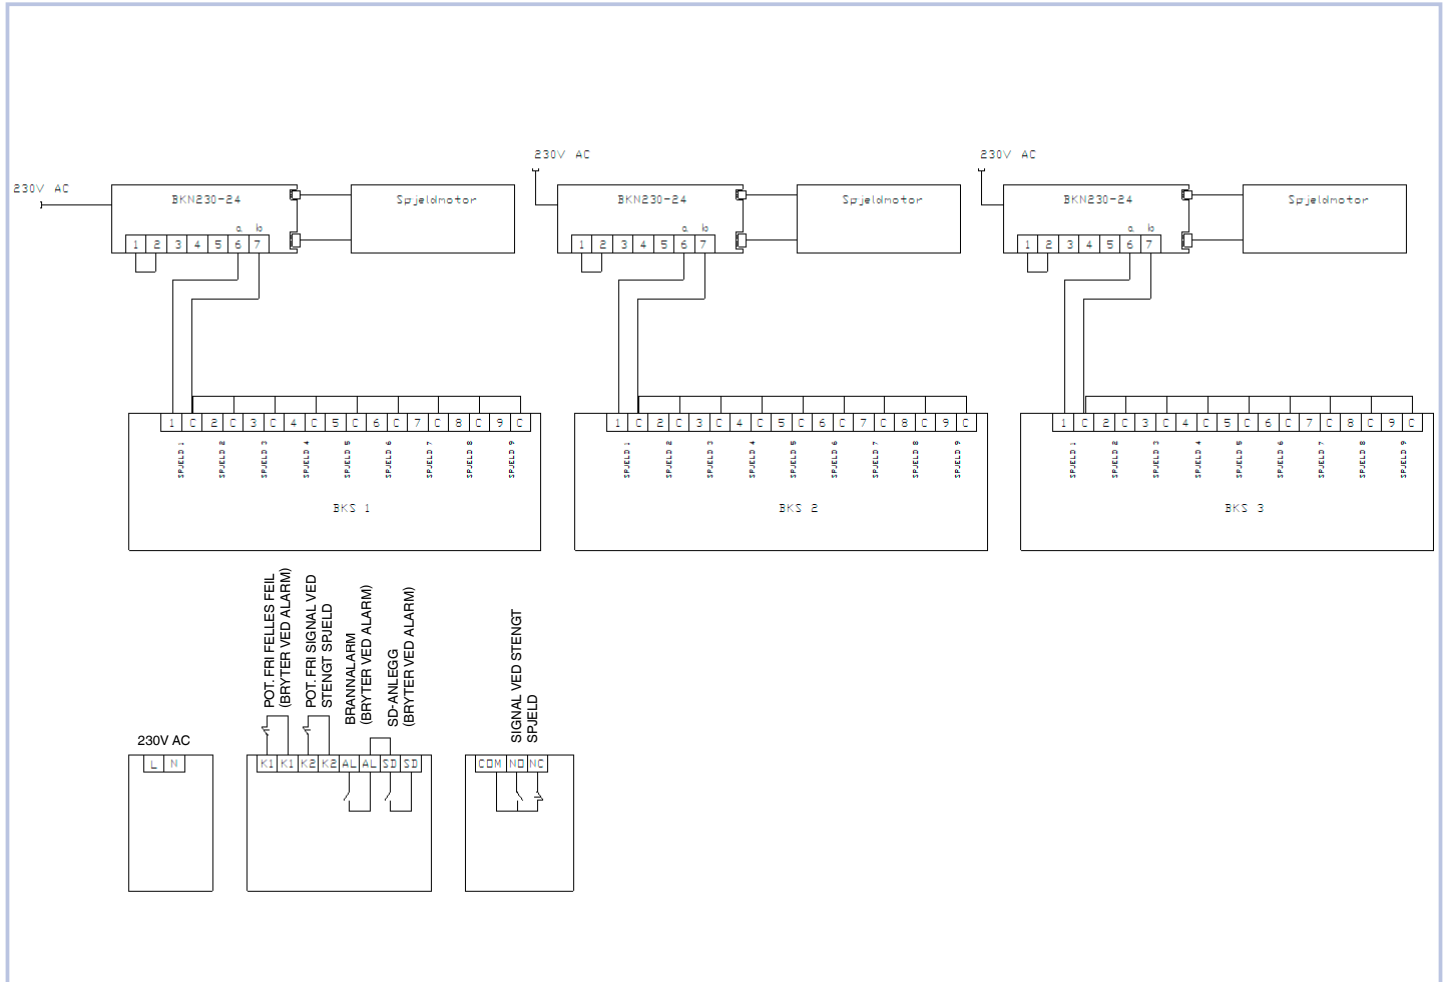 230V AC
BKN230-24
a b
1 2 3 4 5 6 7
Spjeldmotor
230V AC
BKN230-24
a b
1 2 3 4 5 6 7
Spjeldmotor
230V AC
BKN230-24
a b
1 2 3 4 5 6 7
Spjeldmotor
1 C 2 C 3 C 4 C 5 C 6 C 7 C 8 C 9 C
SPJELD 1
SPJELD 2
SPJELD 3
SPJELD 4
SPJELD 5
SPJELD 6
SPJELD 7
SPJELD 8
SPJELD 9
BKS 1
1 C 2 C 3 C 4 C 5 C 6 C 7 C 8 C 9 C
SPJELD 1
SPJELD 2
SPJELD 3
SPJELD 4
SPJELD 5
SPJELD 6
SPJELD 7
SPJELD 8
SPJELD 9
BKS 2
1 C 2 C 3 C 4 C 5 C 6 C 7 C 8 C 9 C
SPJELD 1
SPJELD 2
SPJELD 3
SPJELD 4
SPJELD 5
SPJELD 6
SPJELD 7
SPJELD 8
SPJELD 9
BKS 3
230V AC
L N
POT. FRI FELLES FEIL
(BRYTER VED ALARM)
POT. FRI SIGNAL VED
STENGT SPJELD
BRANNALARM
(BRYTER VED ALARM)
SD-ANLEGG
(BRYTER VED ALARM)
K1 K1 K2 K2 AL AL SD SD
SIGNAL VED STENGT
SPJELD
COM NO NC